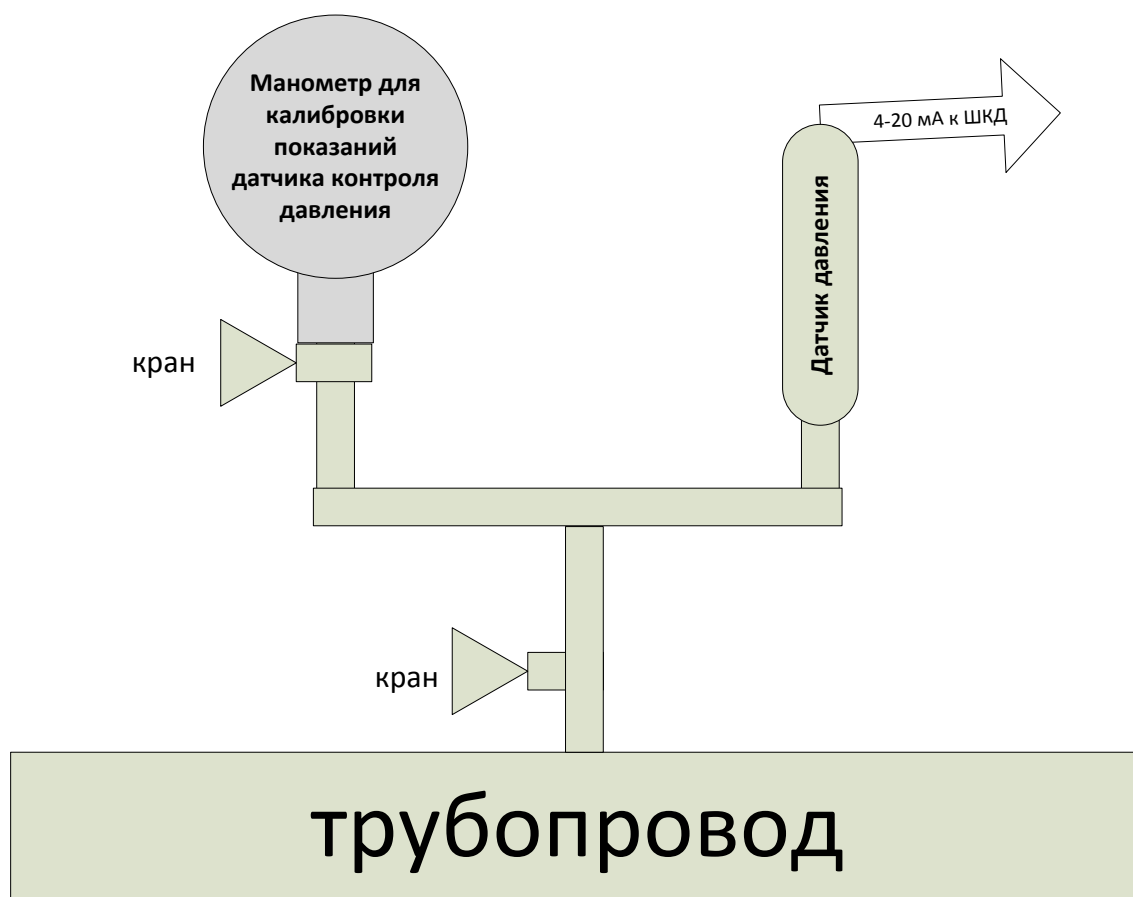 Манометр для
калибровки
показаний
датчика контроля
давления
4-20 мА к ШКД
Датчик давления
кран
кран
трубопровод